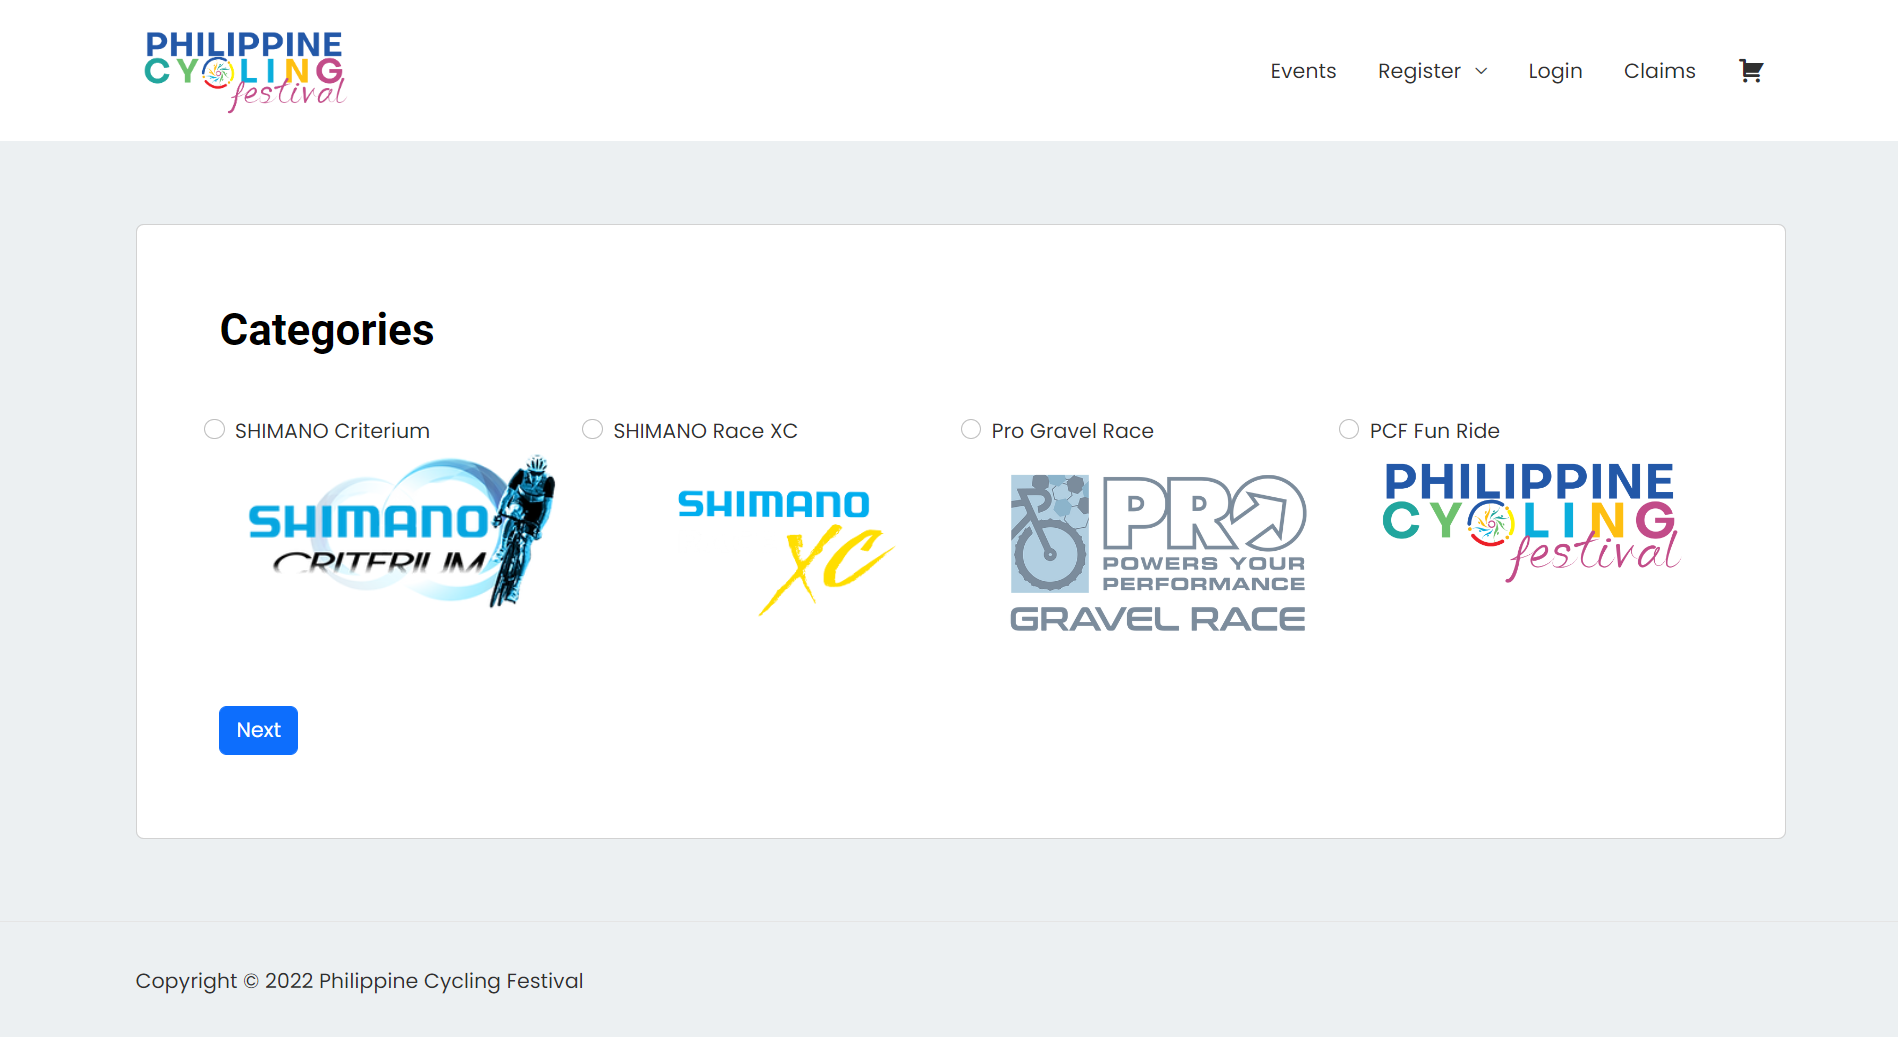 PHILIPPINE
CYCLING
festival
Events Register Login Claims
Categories
SHIMANO Criterium SHIMANO Race XC Pro Gravel Race PCF Fun Ride
SHIMANO
CRITERIUM
SHIMANO
XC
PRO
POWERS YOUR
PERFORMANCE
GRAVEL RACE
PHILIPPINE
CYCLING
festival
Next
Copyright © 2022 Philippine Cycling Festival